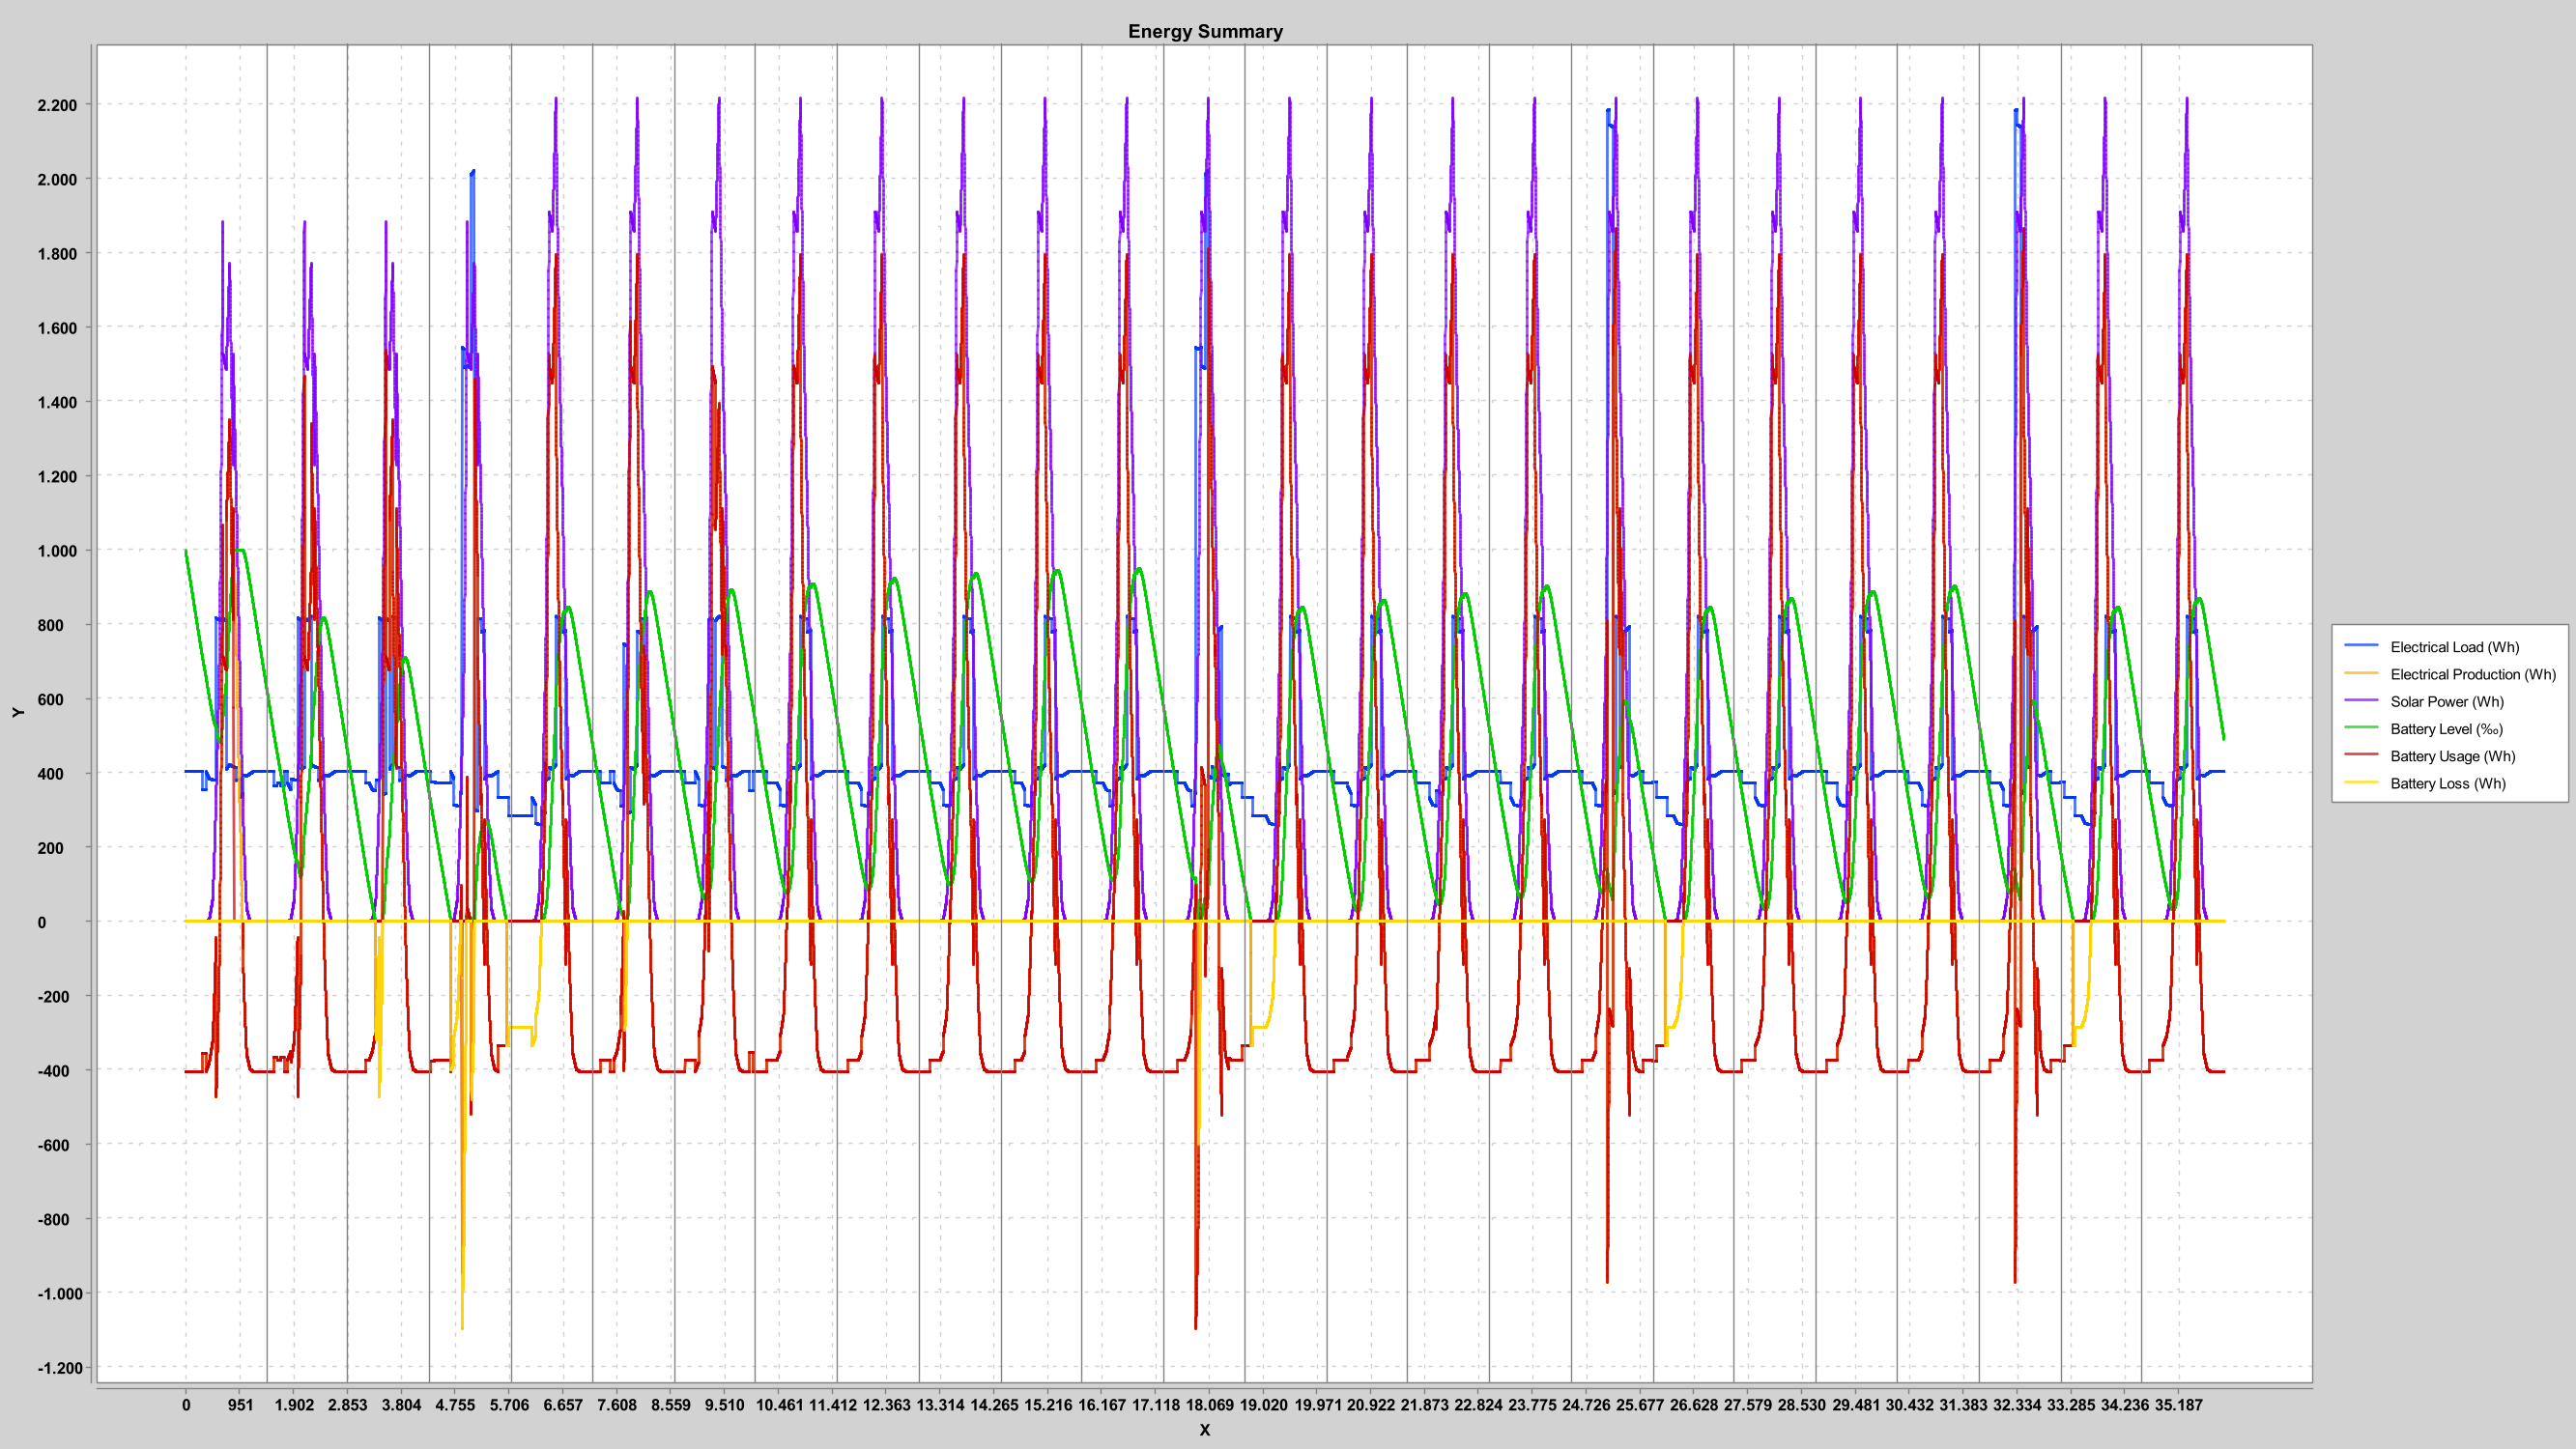 Energy Summary
2.200
2.000
1.800
1.600
1.400
1.200
1.000
800
600
400
200
0
-200
-400
-600
-800
-1.000
-1.200
Y
0 951 1.902 2.853 3.804 4.755 5.706 6.657 7.608 8.559 9.510 10.461 11.412 12.363 13.314 14.265 15.216 16.167 17.118 18.069 19.020 19.971 20.922 21.873 22.824 23.775 24.726 25.677 26.628 27.579 28.530 29.481 30.432 31.383 32.334 33.285 34.236 35.187
X
Electrical Load (Wh)
Electrical Production (Wh)
Solar Power (Wh)
Battery Level (‰)
Battery Usage (Wh)
Battery Loss (Wh)